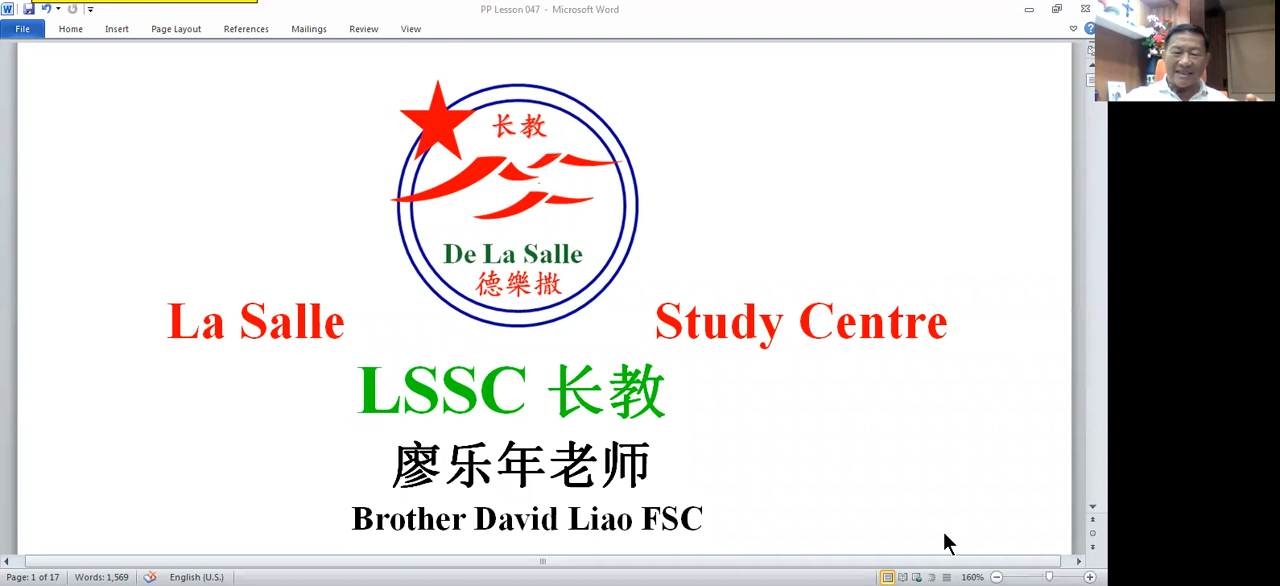 PP Lesson 047 - Microsoft Word
File Home Insert Page Layout References Mailings Review View
长教
De La Salle
德樂撒
La Salle Study Centre
LSSC 长教
廖乐年老师
Brother David Liao FSC
Page: 1 of 17 Words: 1,569 English (U.S.) 160%